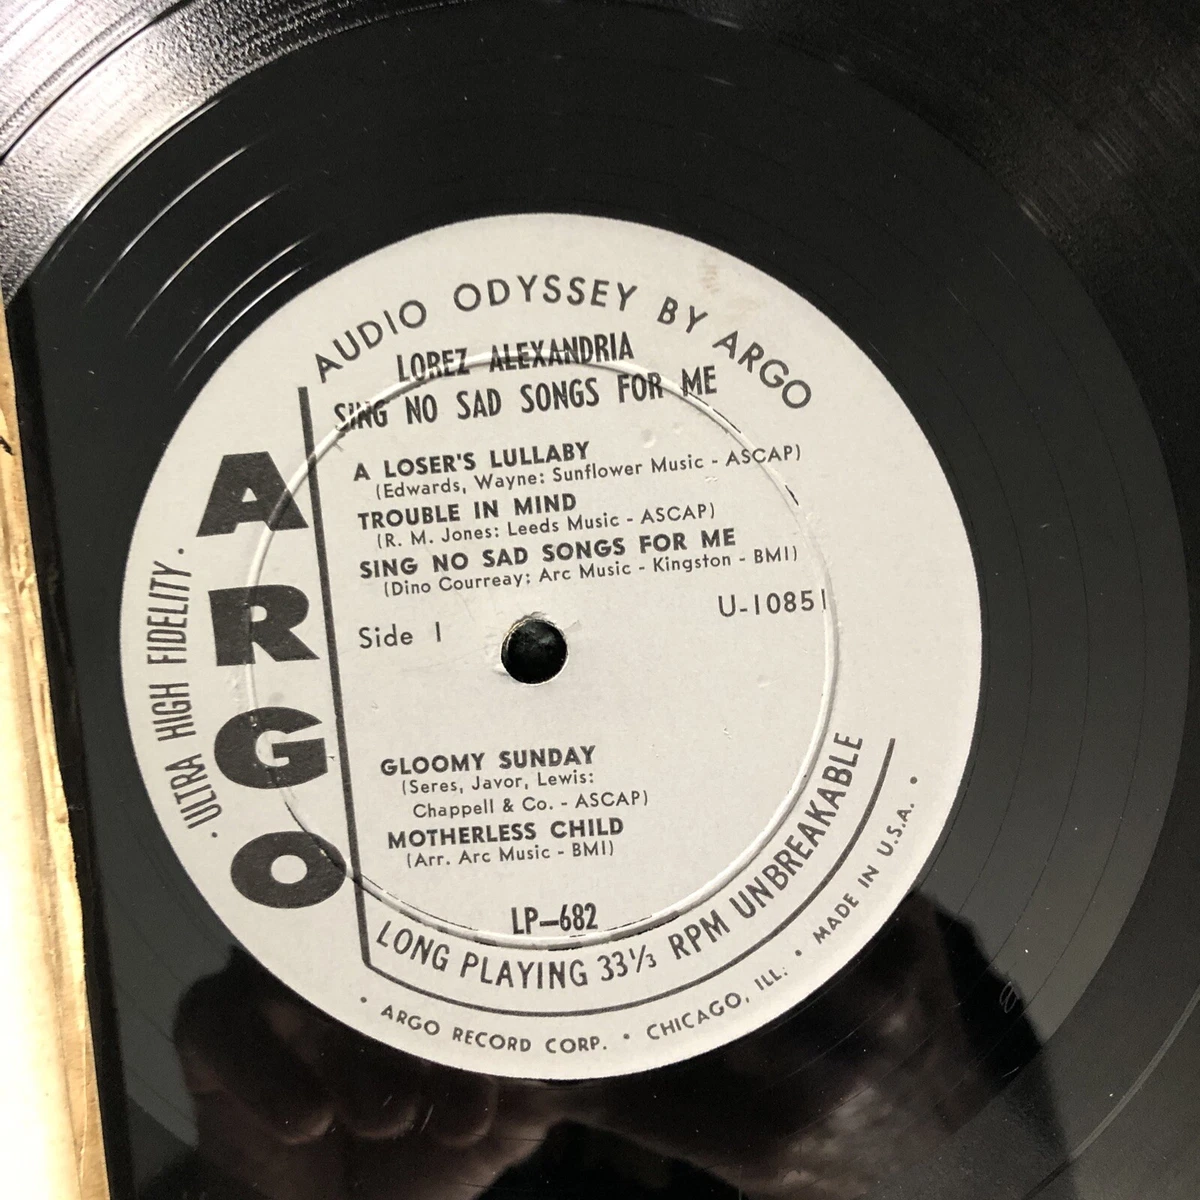 AUDIO ODYSSEY BY ARGO
LOREZ ALEXANDRIA
SING NO SAD SONGS FOR ME
A LOSER'S LULLABY
(Edwards, Wayne: Sunflower Music - ASCAP)
TROUBLE IN MIND
(R. M. Jones: Leeds Music - ASCAP)
SING NO SAD SONGS FOR ME
(Dino Courreay; Arc Music - Kingston - BMI)
U-10851
Side 1
ARGO
• ULTRA HIGH FIDELITY •
GLOOMY SUNDAY
(Seres, Javor, Lewis:
Chappell & Co. - ASCAP)
MOTHERLESS CHILD
(Arr. Arc Music - BMI)
LP-682
LONG PLAYING 33⅓ RPM UNBREAKABLE
• ARGO RECORD CORP. • CHICAGO, ILL. • MADE IN U.S.A. •